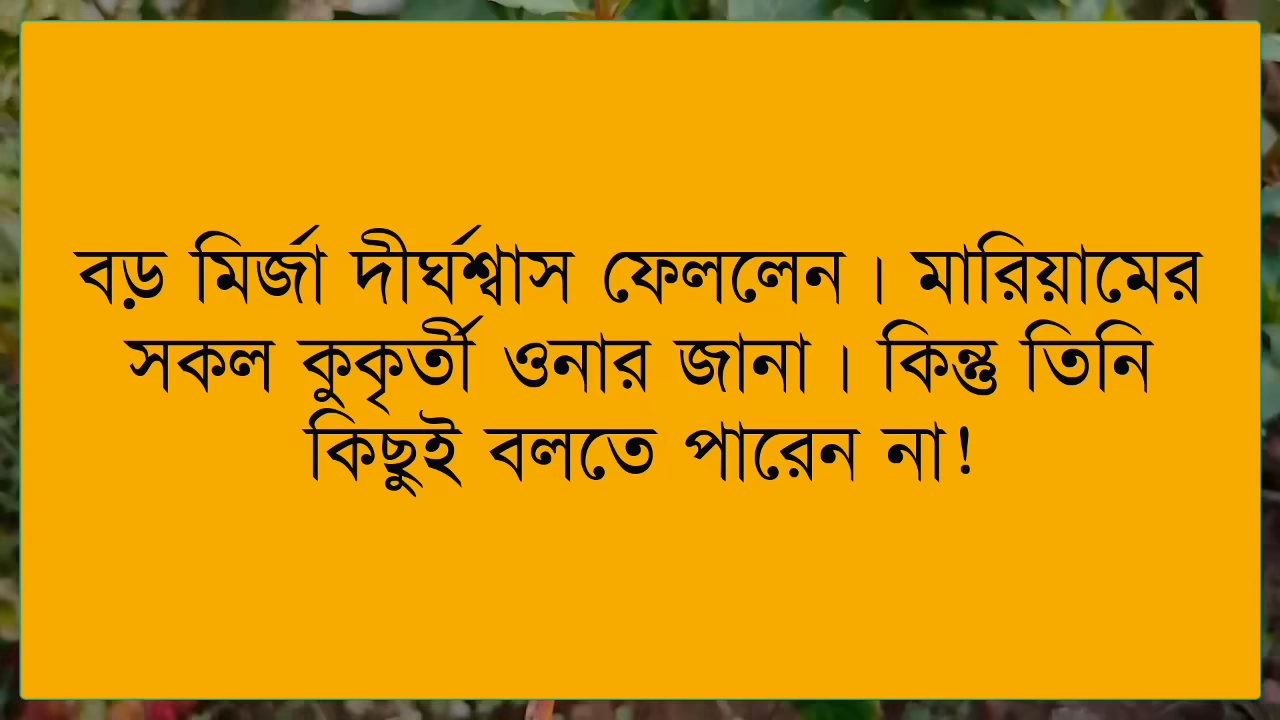 বড় মির্জা দীর্ঘশ্বাস ফেললেন। মারিয়ামের
সকল কুকৃর্তী ওনার জানা। কিন্তু তিনি
কিছুই বলতে পারেন না!